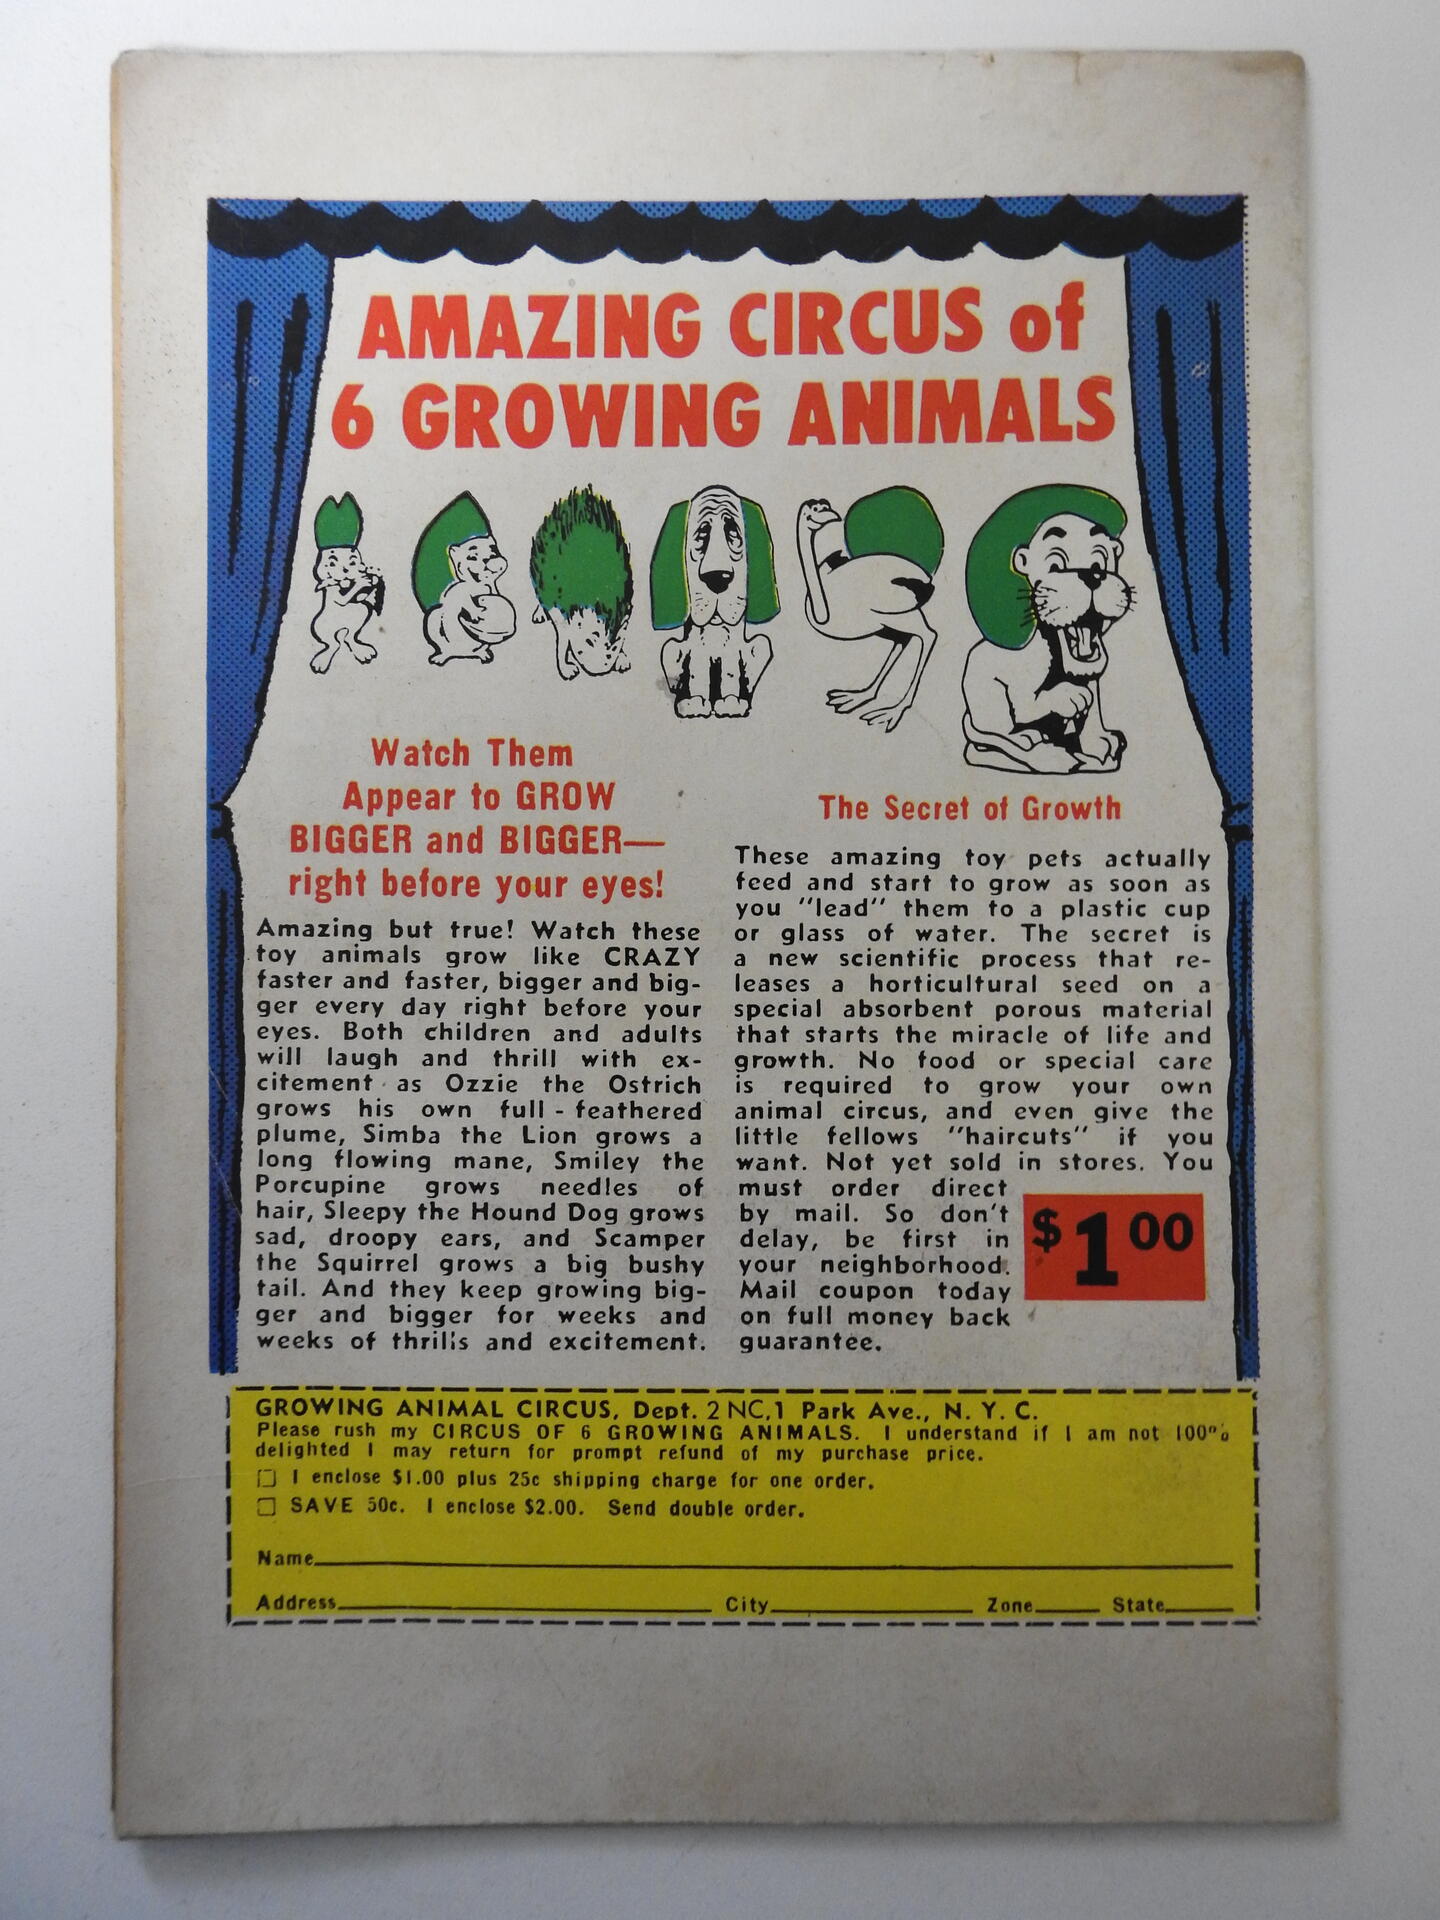 AMAZING CIRCUS of
6 GROWING ANIMALS
Watch Them
Appear to GROW
BIGGER and BIGGER—
right before your eyes!
Amazing but true! Watch these
toy animals grow like CRAZY
faster and faster, bigger and big-
ger every day right before your
eyes. Both children and adults
will laugh and thrill with ex-
citement as Ozzie the Ostrich
grows his own full - feathered
plume, Simba the Lion grows a
long flowing mane, Smiley the
Porcupine grows needles of
hair, Sleepy the Hound Dog grows
sad, droopy ears, and Scamper
the Squirrel grows a big bushy
tail. And they keep growing big-
ger and bigger for weeks and
weeks of thrills and excitement.
The Secret of Growth
These amazing toy pets actually
feed and start to grow as soon as
you "lead" them to a plastic cup
or glass of water. The secret is
a new scientific process that re-
leases a horticultural seed on a
special absorbent porous material
that starts the miracle of life and
growth. No food or special care
is required to grow your own
animal circus, and even give the
little fellows "haircuts" if you
want. Not yet sold in stores. You
must order direct
by mail. So don't
delay, be first in
your neighborhood.
Mail coupon today
on full money back
guarantee.
$1 00
GROWING ANIMAL CIRCUS, Dept. 2 NC, 1 Park Ave., N. Y. C.
Please rush my CIRCUS OF 6 GROWING ANIMALS. I understand if I am not 100%
delighted I may return for prompt refund of my purchase price.
I enclose $1.00 plus 25c shipping charge for one order.
SAVE 50c. I enclose $2.00. Send double order.
Name
Address City Zone State